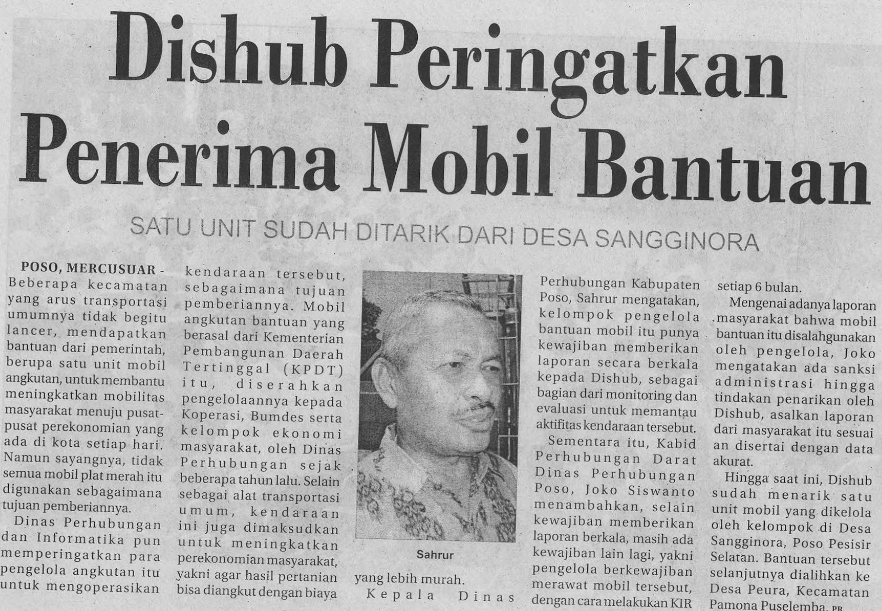 Dishub Peringatkan
Penerima Mobil Bantuan
SATU UNIT SUDAH DITARIK DARI DESA SANGGINORA
POSO, MERCUSUAR -
Beberapa kecamatan
yang arus transportasi
umumnya tidak begitu
lancer, mendapatkan
bantuan dari pemerintah,
berupa satu unit mobil
angkutan, untuk membantu
meningkatkan mobilitas
masyarakat menuju pusat-
pusat perekonomian yang
ada di kota setiap hari.
Namun sayangnya, tidak
semua mobil plat merah itu
digunakan sebagaimana
tujuan pemberiannya.
Dinas Perhubungan
dan Informatika pun
memperingatkan para
pengelola angkutan itu
untuk mengoperasikan
kendaraan tersebut,
sebagaimana tujuan
pemberiannya. Mobil
angkutan bantuan yang
berasal dari Kementerian
Pembangunan Daerah
Tertinggal (KPDT)
itu, diserahkan
pengelolaannya kepada
Koperasi, Bumdes serta
kelompok ekonomi
masyarakat, oleh Dinas
Perhubungan sejak
beberapa tahun lalu. Selain
sebagai alat transportasi
umum, kendaraan
ini juga dimaksudkan
untuk meningkatkan
perekonomian masyarakat,
yakni agar hasil pertanian
bisa diangkut dengan biaya
Sahrur
yang lebih murah.
Kepala Dinas
Perhubungan Kabupaten
Poso, Sahrur mengatakan,
kelompok pengelola
bantuan mobil itu punya
kewajiban memberikan
laporan secara berkala
kepada Dishub, sebagai
bagian dari monitoring dan
evaluasi untuk memantau
aktifitas kendaraan tersebut.
Sementara itu, Kabid
Perhubungan Darat
Dinas Perhubungan
Poso, Joko Siswanto
menambahkan, selain
kewajiban memberikan
laporan berkala, masih ada
kewajiban lain lagi, yakni
pengelola berkewajiban
merawat mobil tersebut,
dengan cara melakukan KIR
setiap 6 bulan.
Mengenai adanya laporan
masyarakat bahwa mobil
bantuan itu disalahgunakan
oleh pengelola, Joko
mengatakan ada sanksi
administrasi hingga
tindakan penarikan oleh
Dishub, asalkan laporan
dari masyarakat itu sesuai
an disertai dengan data
akurat.
Hingga saat ini, Dishub
sudah menarik satu
unit mobil yang dikelola
oleh kelompok di Desa
Sangginora, Poso Pesisir
Selatan. Bantuan tersebut
selanjutnya dialihkan ke
Desa Peura, Kecamatan
Pamona Puselemba. PR